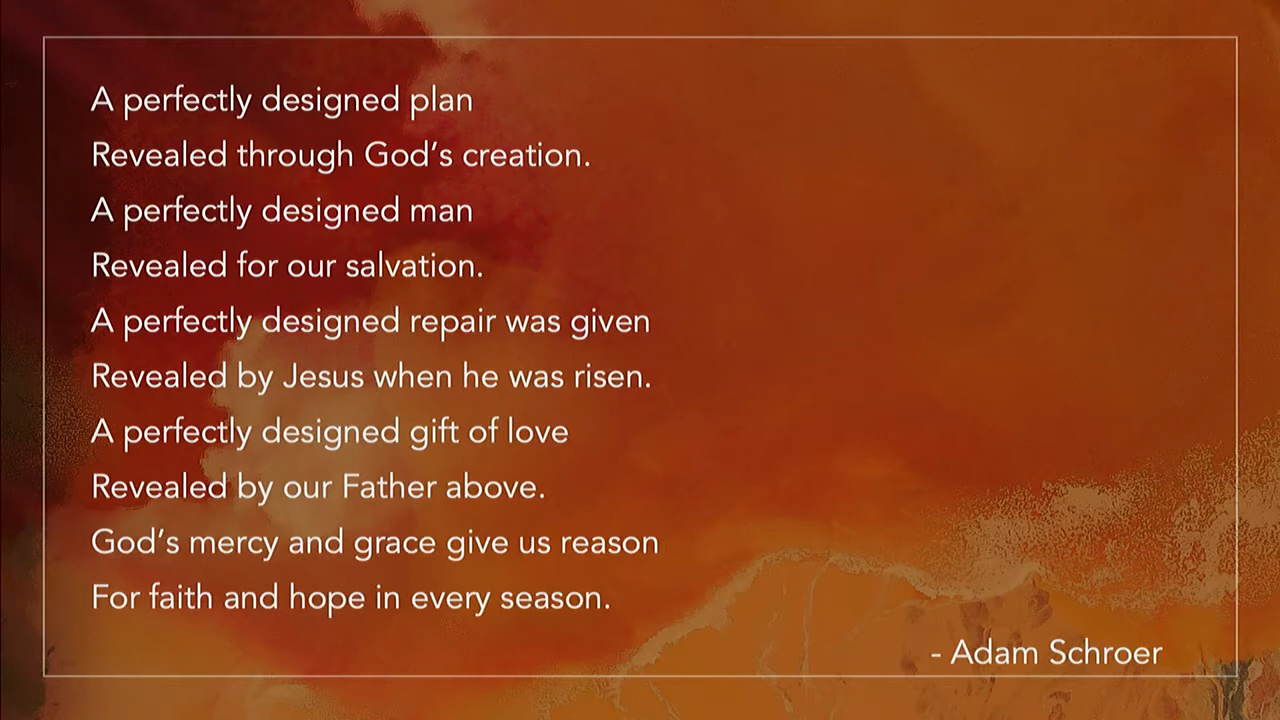 A perfectly designed plan
Revealed through God’s creation.
A perfectly designed man
Revealed for our salvation.
A perfectly designed repair was given
Revealed by Jesus when he was risen.
A perfectly designed gift of love
Revealed by our Father above.
God’s mercy and grace give us reason
For faith and hope in every season.
- Adam Schroer